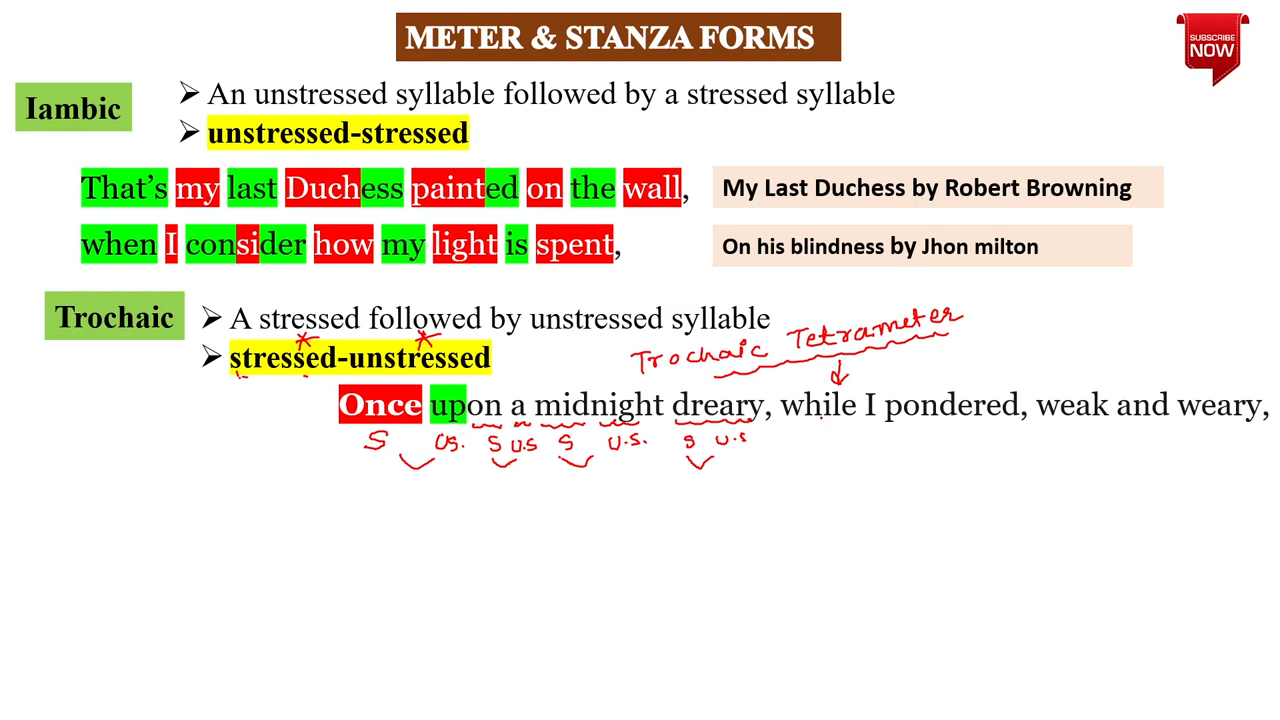 METER & STANZA FORMS
SUBSCRIBE
NOW
Iambic
➢ An unstressed syllable followed by a stressed syllable
➢ unstressed-stressed
That's my last Duchess painted on the wall,
My Last Duchess by Robert Browning
when I consider how my light is spent,
On his blindness by Jhon milton
Trochaic
➢ A stressed followed by unstressed syllable
➢ stressed-unstressed
Trochaic Tetrameter
Once upon a midnight dreary, while I pondered, weak and weary,
S U.S. S U.S S U.S. S U.S